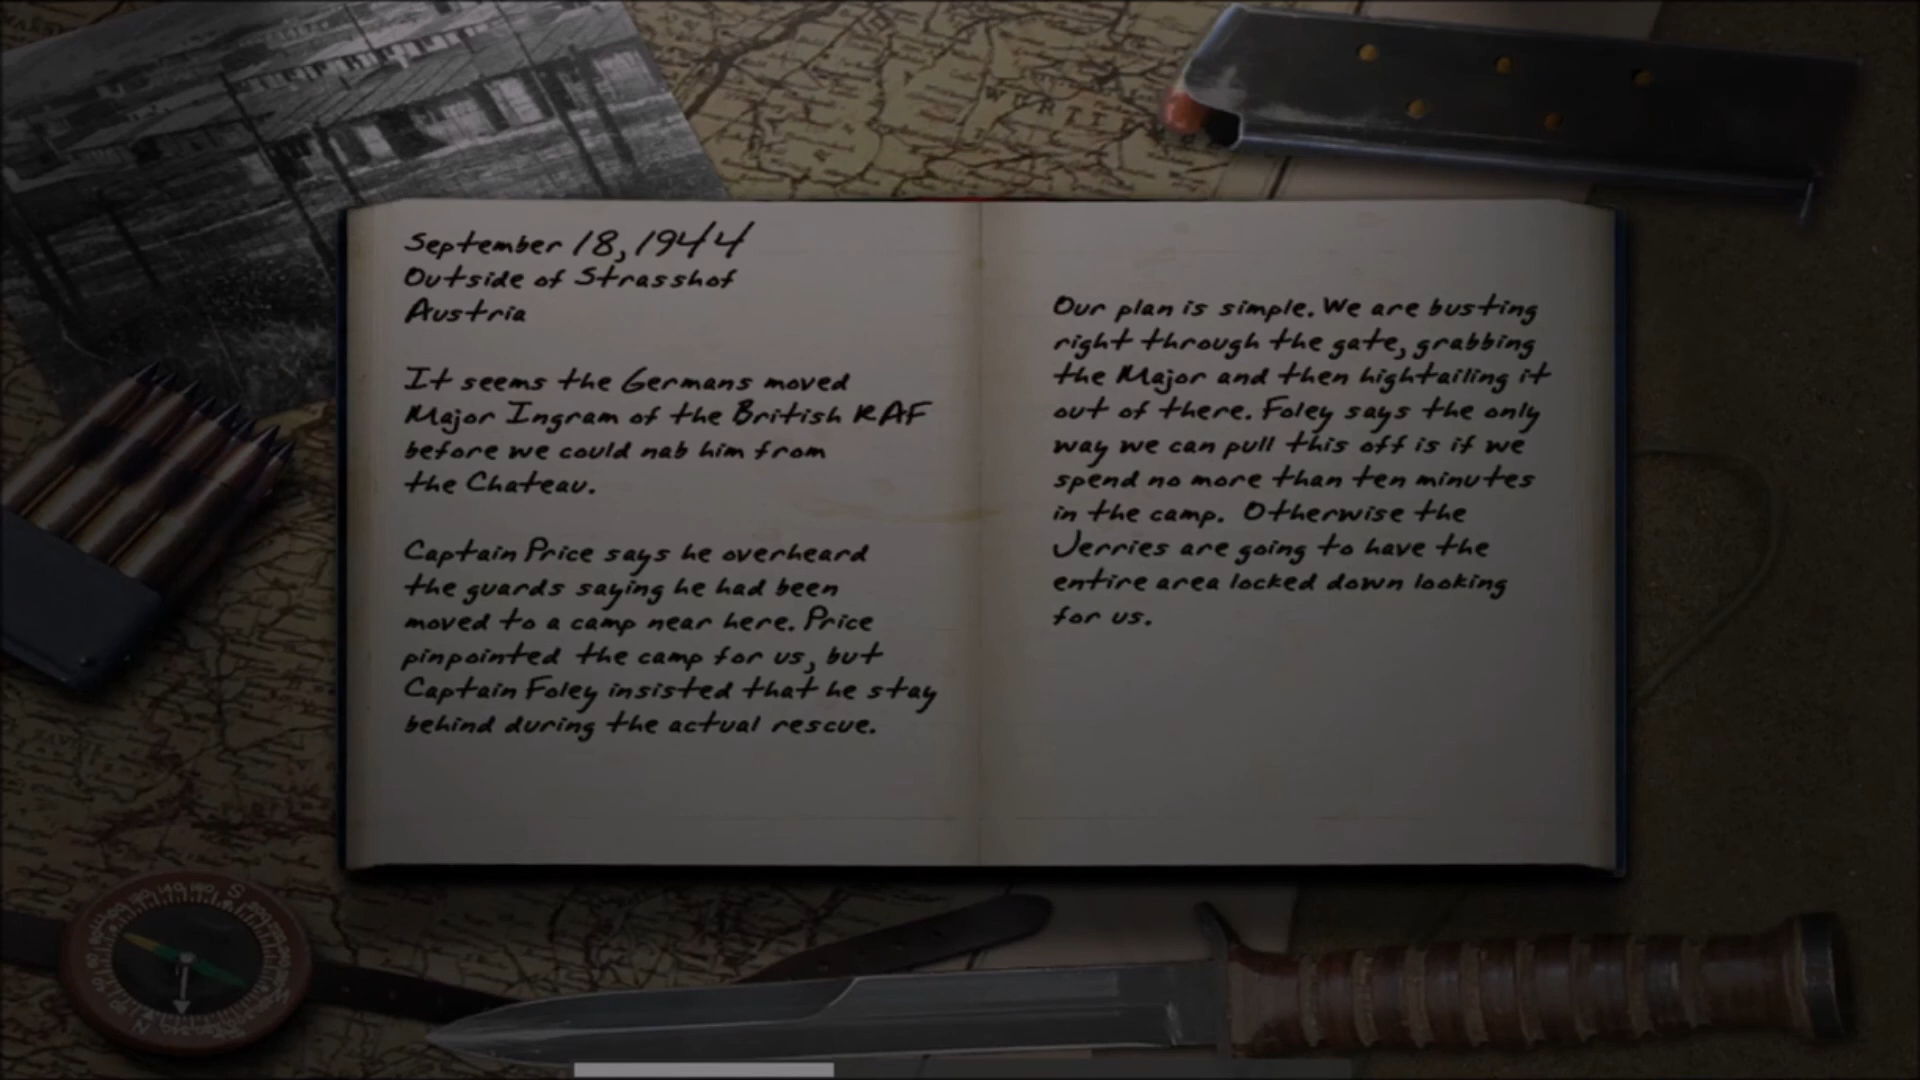 September 18, 1944
Outside of Strasshof
Austria
It seems the Germans moved
Major Ingram of the British RAF
before we could nab him from
the Chateau.
Captain Price says he overheard
the guards saying he had been
moved to a camp near here. Price
pinpointed the camp for us, but
Captain Foley insisted that he stay
behind during the actual rescue.
Our plan is simple. We are busting
right through the gate, grabbing
the Major and then hightailing it
out of there. Foley says the only
way we can pull this off is if we
spend no more than ten minutes
in the camp. Otherwise the
Jerries are going to have the
entire area locked down looking
for us.